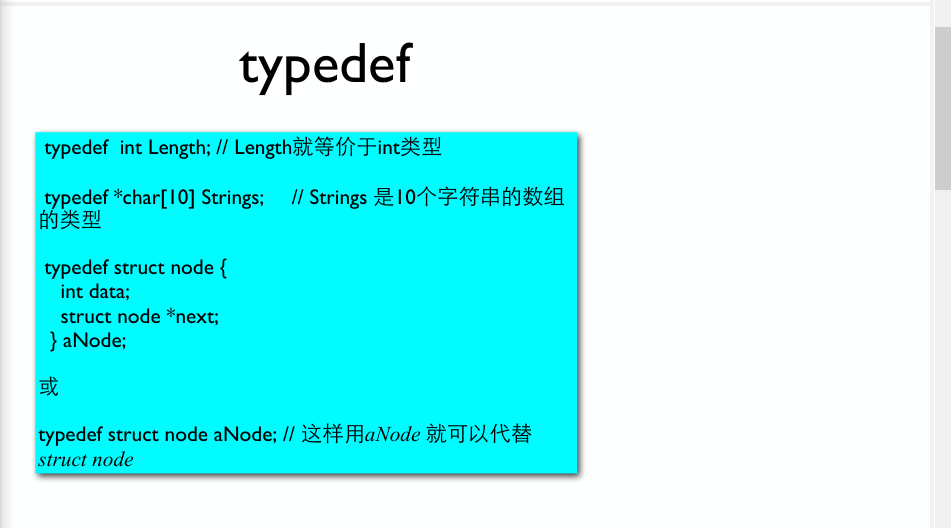 typedef
typedef  int Length; // Length就等价于int类型
typedef *char[10] Strings;     // Strings 是10个字符串的数组
的类型
typedef struct node {
int data;
struct node *next;
} aNode;
或
typedef struct node aNode; // 这样用aNode 就可以代替
struct node